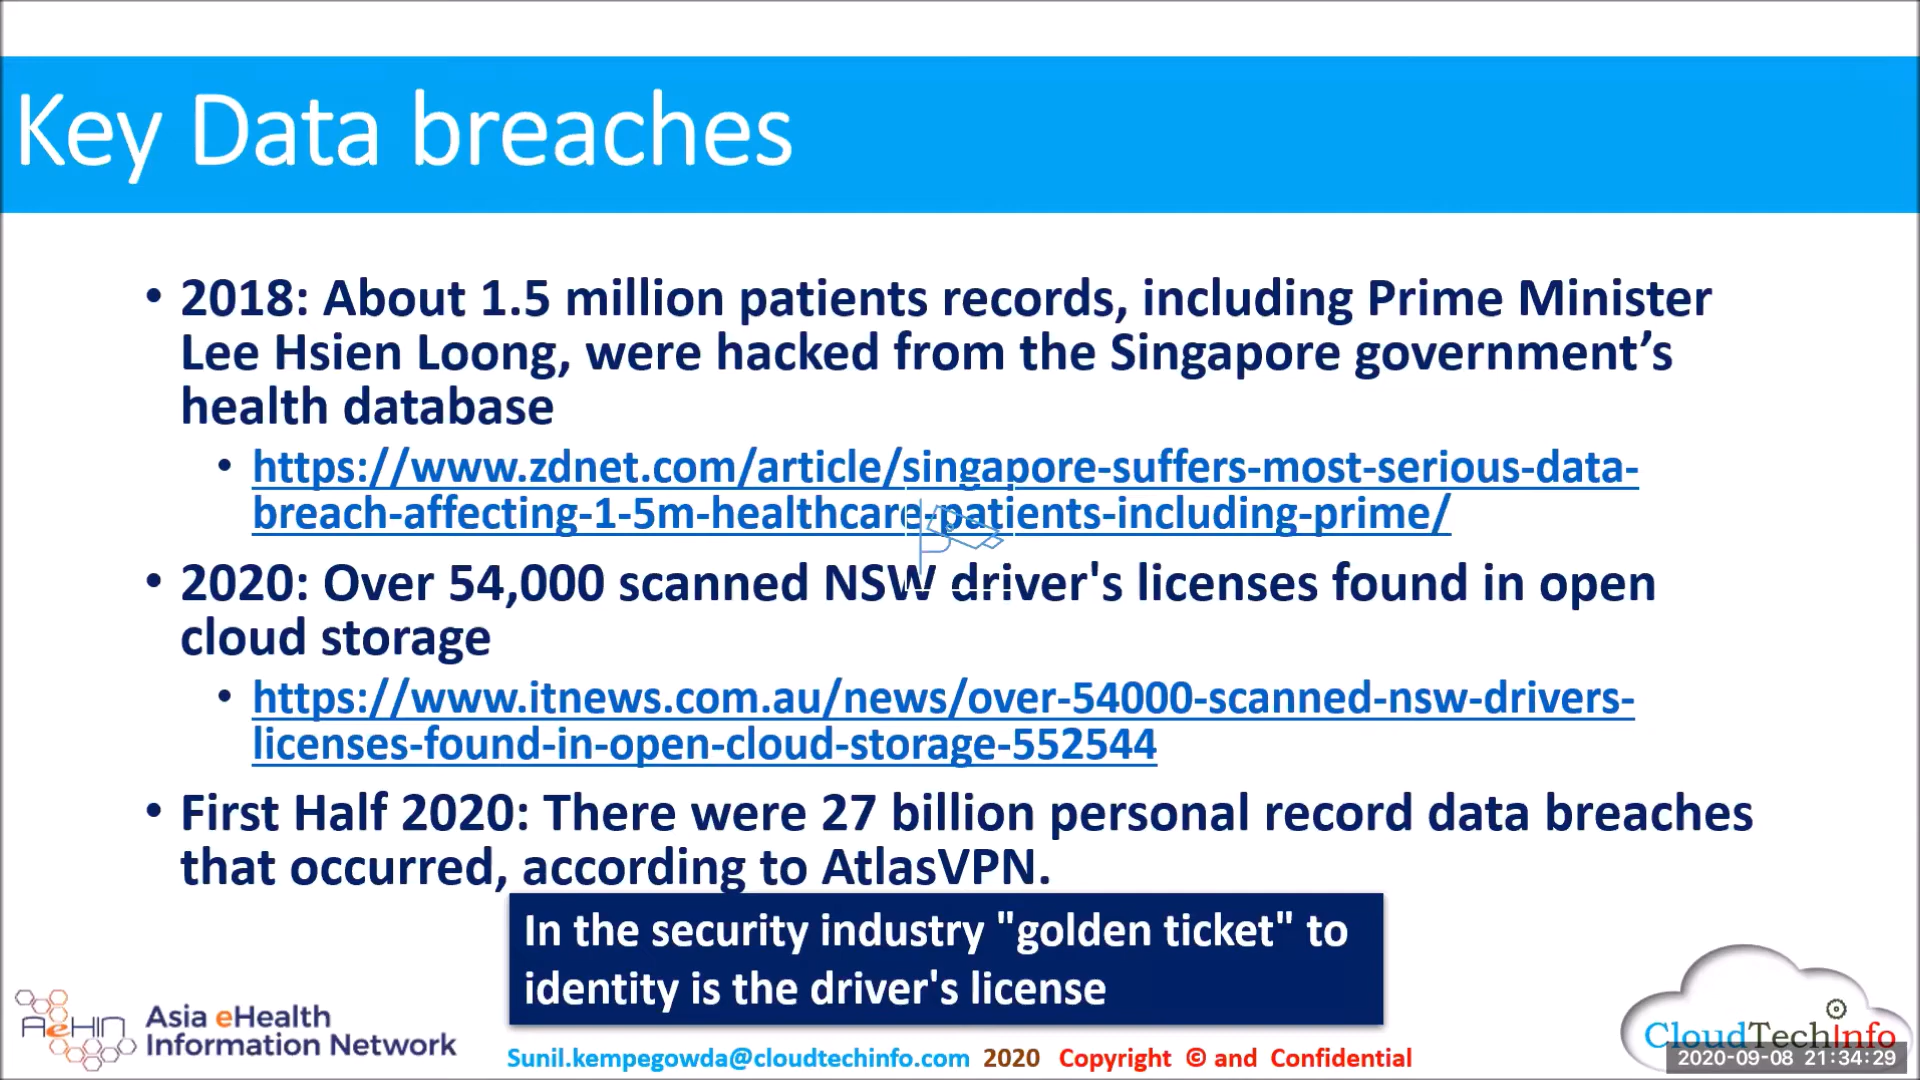 Key Data breaches
• 2018: About 1.5 million patients records, including Prime Minister
Lee Hsien Loong, were hacked from the Singapore government’s
health database
• https://www.zdnet.com/article/singapore-suffers-most-serious-data-
breach-affecting-1-5m-healthcare-patients-including-prime/
• 2020: Over 54,000 scanned NSW driver's licenses found in open
cloud storage
• https://www.itnews.com.au/news/over-54000-scanned-nsw-drivers-
licenses-found-in-open-cloud-storage-552544
• First Half 2020: There were 27 billion personal record data breaches
that occurred, according to AtlasVPN.
In the security industry "golden ticket" to
identity is the driver's license
AeHIN
Asia eHealth
Information Network
Sunil.kempegowda@cloudtechinfo.com 2020 Copyright © and Confidential
CloudTechInfo
2020-09-08 21:34:29